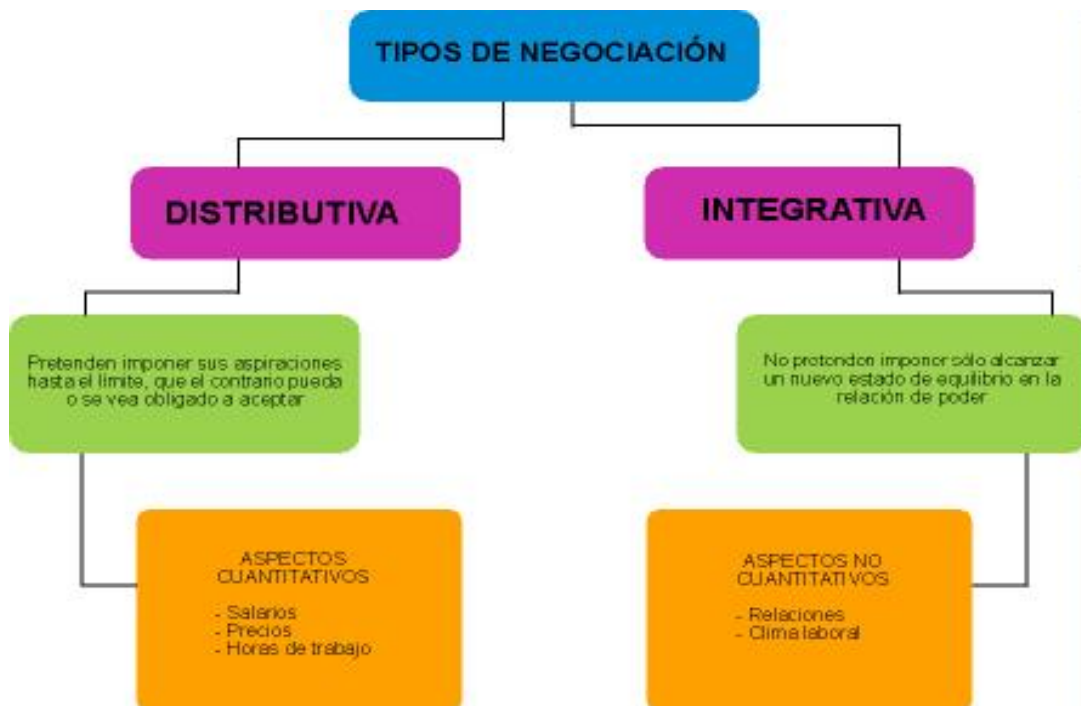 TIPOS DE NEGOCIACIÓN
DISTRIBUTIVA
INTEGRATIVA
Pretenden imponer sus aspiraciones
hasta el límite, que el contrario pueda
o se vea obligado a aceptar
No pretenden imponer sólo alcanzar
un nuevo estado de equilibrio en la
relación de poder
ASPECTOS
CUANTITATIVOS
- Salarios
- Precios
- Horas de trabajo
ASPECTOS NO
CUANTITATIVOS
- Relaciones
- Clima laboral